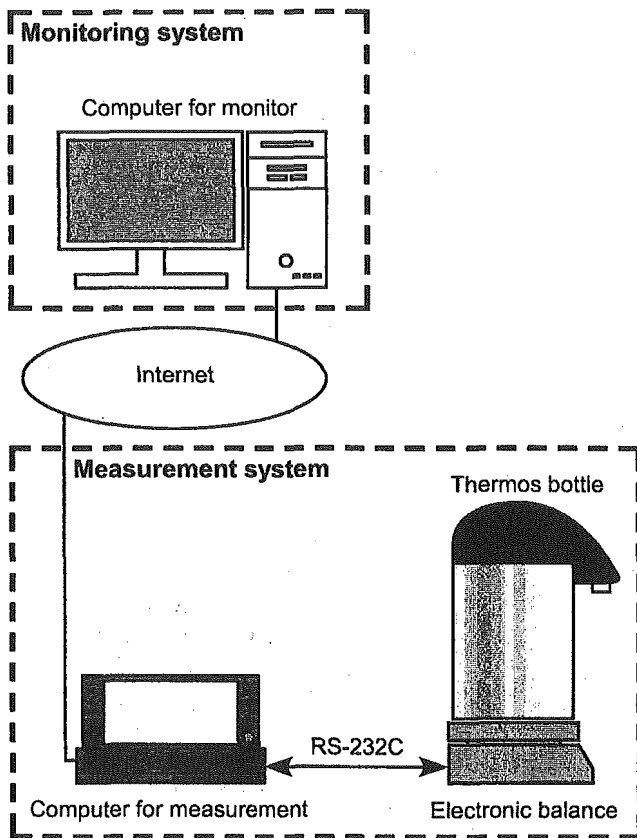 Monitoring system
Computer for monitor
Internet
Measurement system
Thermos bottle
RS-232C
Computer for measurement
Electronic balance